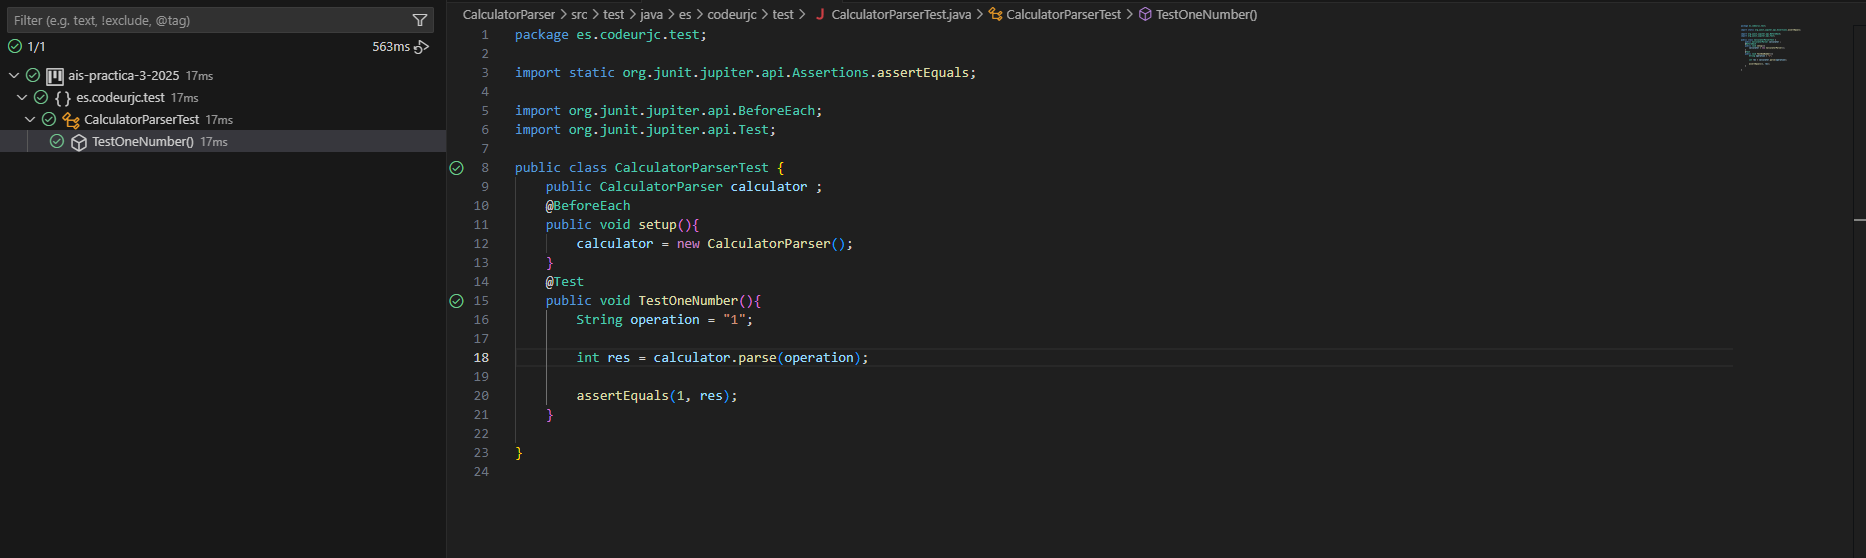 Filter (e.g. text, !exclude, @tag)
1/1 563ms
ais-practica-3-2025 17ms
{} es.codeurjc.test 17ms
CalculatorParserTest 17ms
TestOneNumber() 17ms
CalculatorParser > src > test > java > es > codeurjc > test > J CalculatorParserTest.java > CalculatorParserTest > TestOneNumber()
1 package es.codeurjc.test;
2
3 import static org.junit.jupiter.api.Assertions.assertEquals;
4
5 import org.junit.jupiter.api.BeforeEach;
6 import org.junit.jupiter.api.Test;
7
8 public class CalculatorParserTest {
9 public CalculatorParser calculator ;
10 @BeforeEach
11 public void setup(){
12 calculator = new CalculatorParser();
13 }
14 @Test
15 public void TestOneNumber(){
16 String operation = "1";
17
18 int res = calculator.parse(operation);
19
20 assertEquals(1, res);
21 }
22
23 }
24